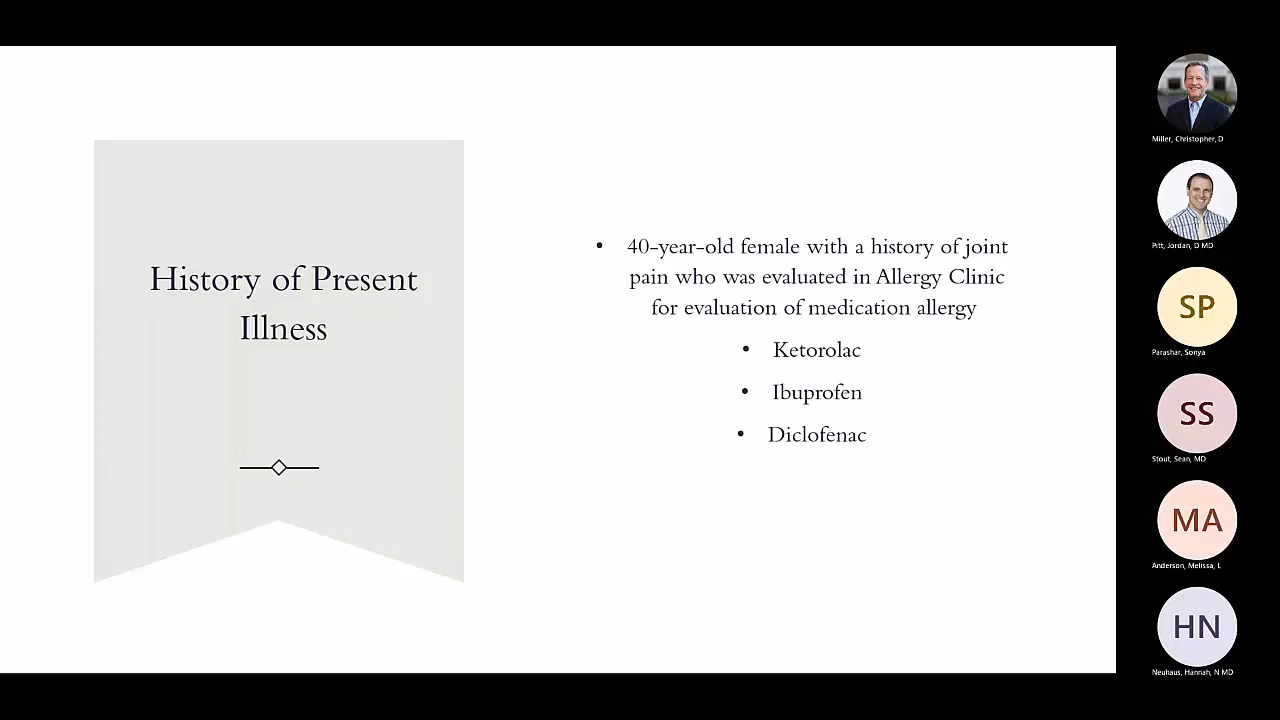 History of Present
Illness
• 40-year-old female with a history of joint
pain who was evaluated in Allergy Clinic
for evaluation of medication allergy
• Ketorolac
• Ibuprofen
• Diclofenac
Miller, Christopher, D
Pitt, Jordan, D MD
SP
Parashar, Sonya
SS
Stout, Sean, MD
MA
Anderson, Melissa, L
HN
Neuhaus, Hannah, N MD